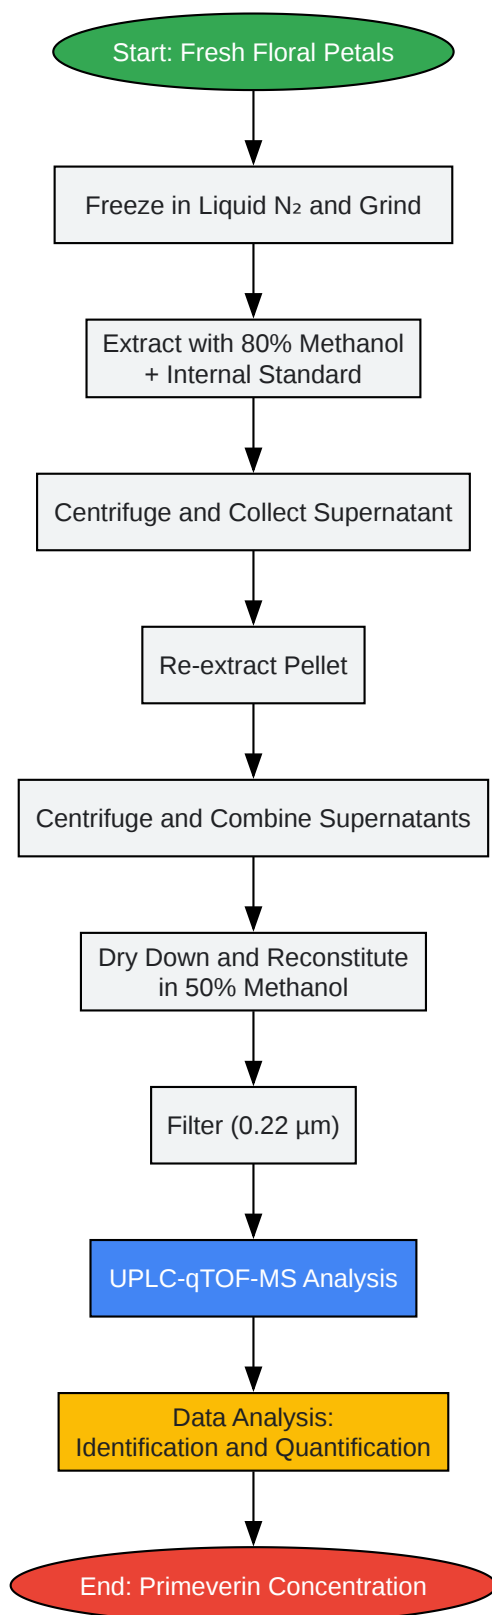 Start: Fresh Floral Petals
Freeze in Liquid N₂ and Grind
Extract with 80% Methanol
+ Internal Standard
Centrifuge and Collect Supernatant
Re-extract Pellet
Centrifuge and Combine Supernatants
Dry Down and Reconstitute
in 50% Methanol
Filter (0.22 µm)
UPLC-qTOF-MS Analysis
Data Analysis:
Identification and Quantification
End: Primeverin Concentration